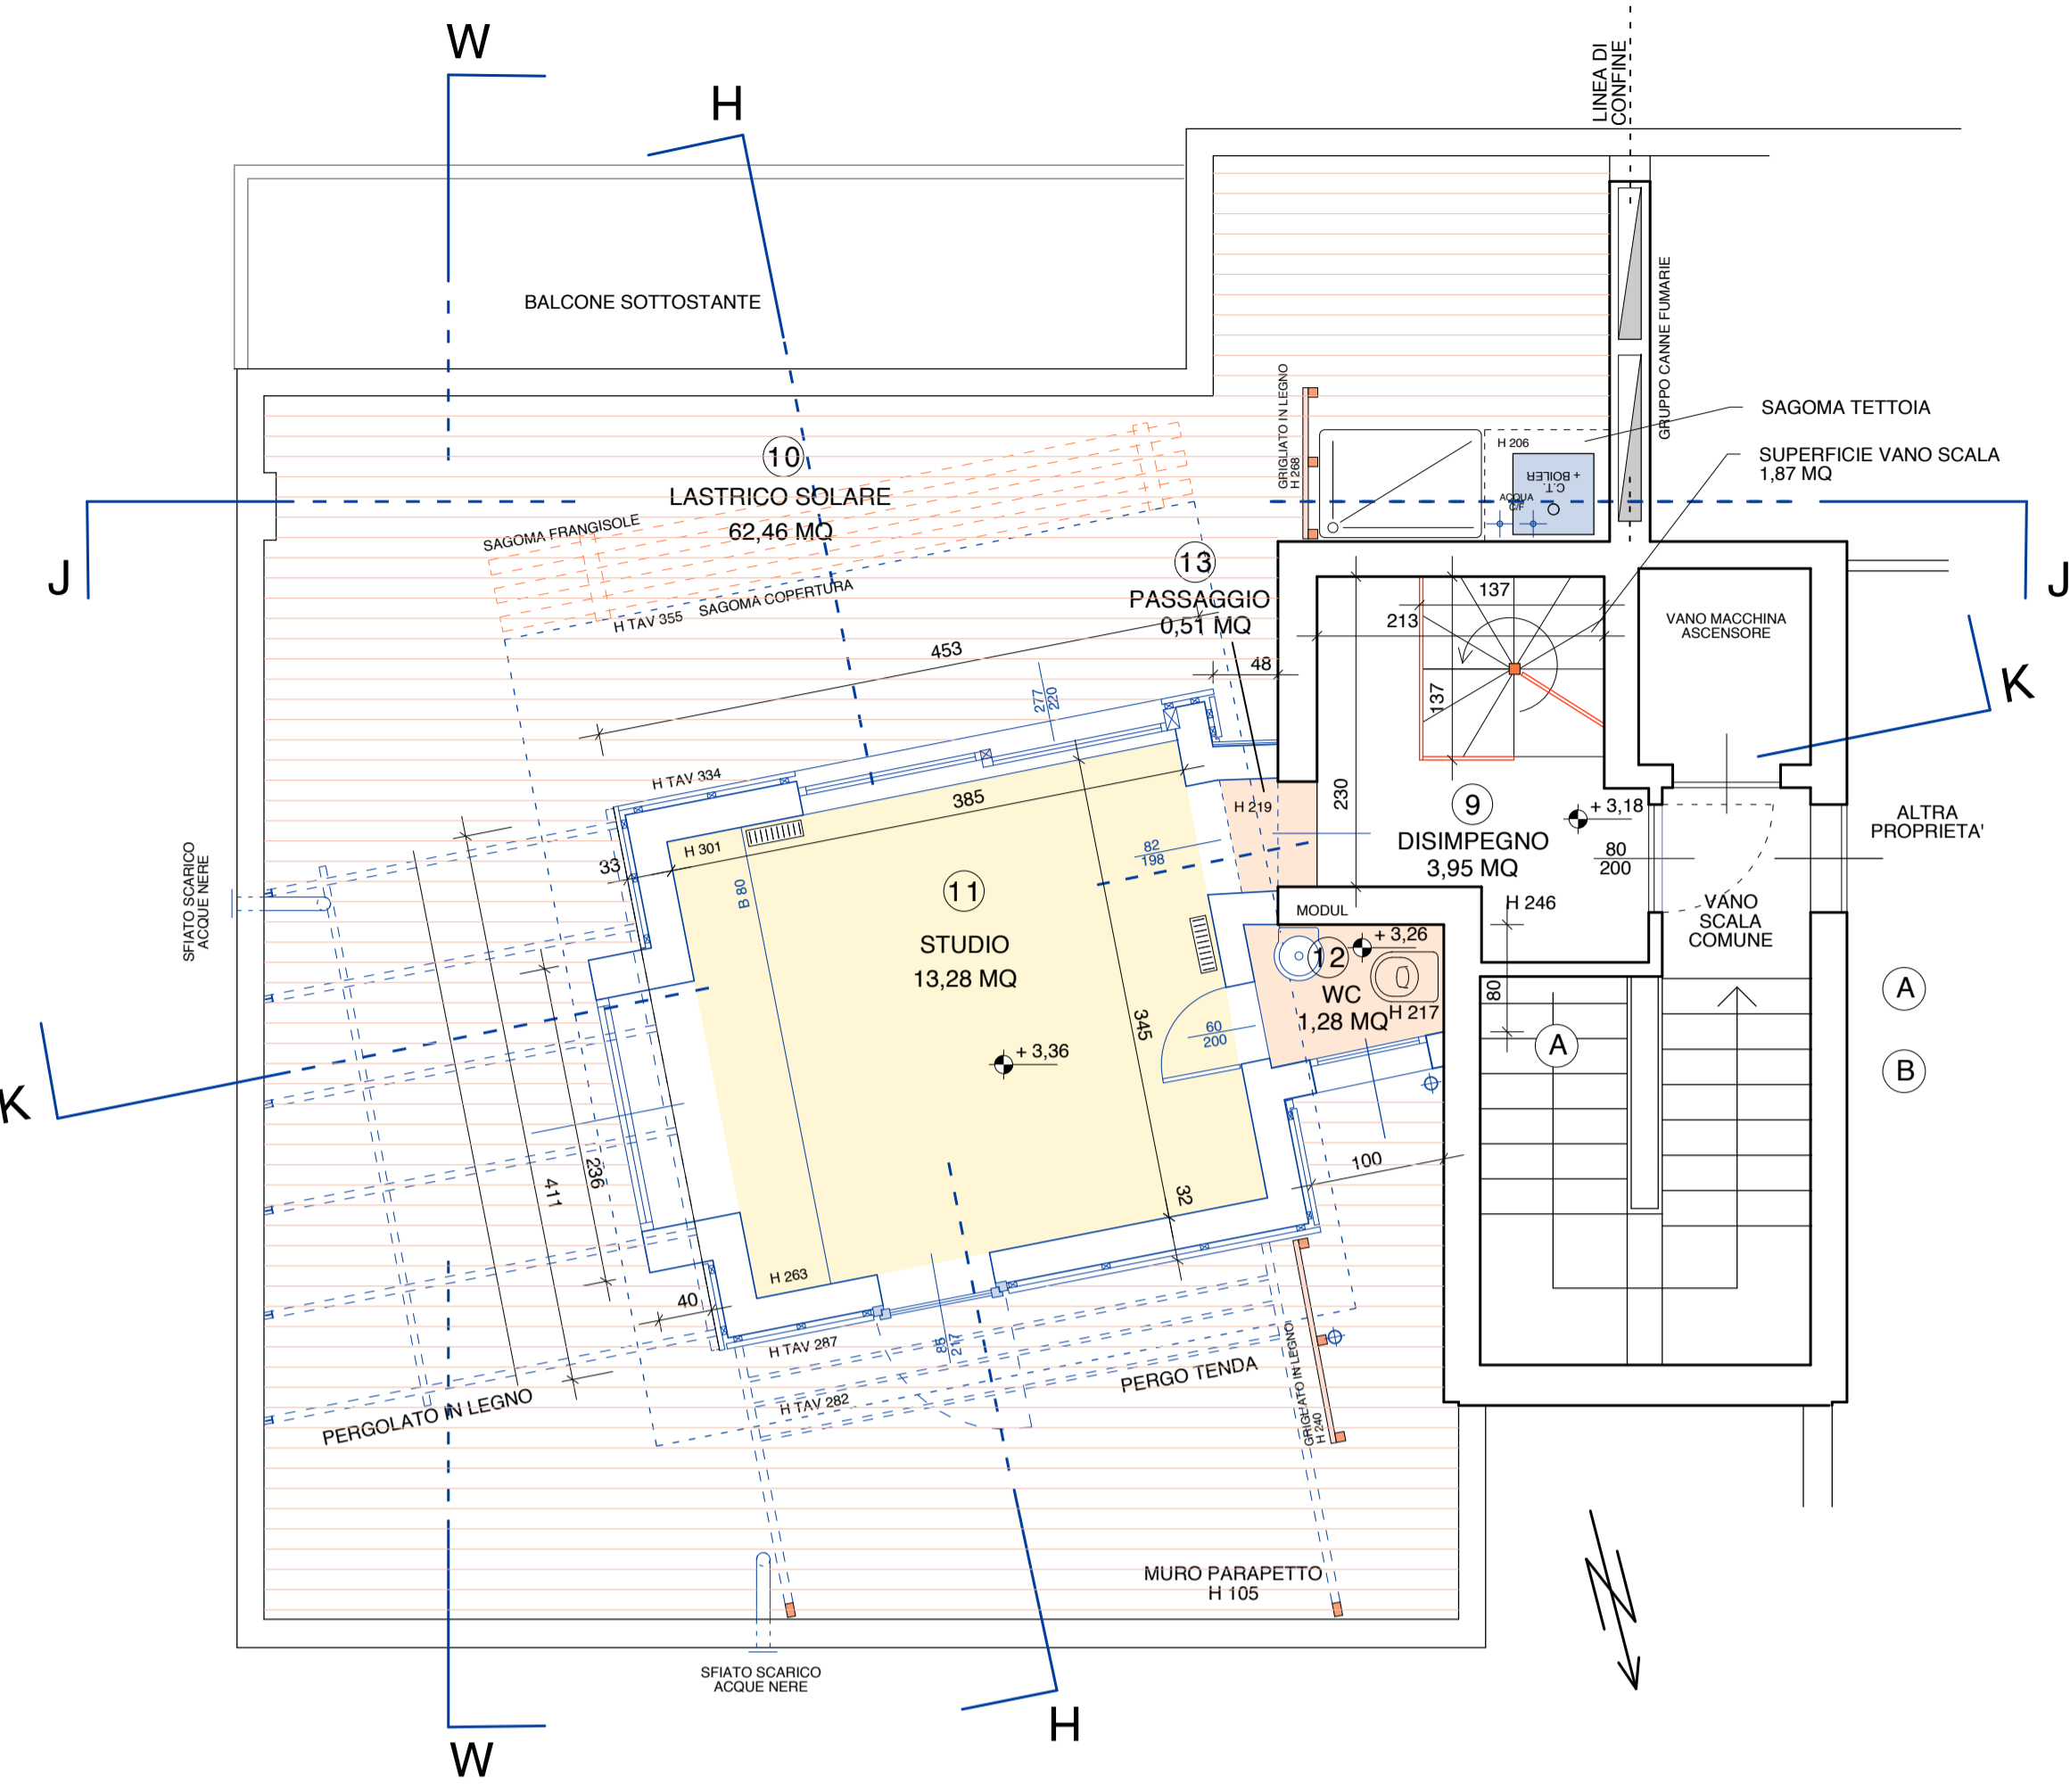 W
H
LINEA DI
CONFINE
BALCONE SOTTOSTANTE
GRUPPO CANNE FUMARIE
SAGOMA TETTOIA
SUPERFICIE VANO SCALA
1,87 MQ
GRIGLIATO IN LEGNO
H 268
H 206
C.T.
+ BOILER
ACQUA
C/F
10
LASTRICO SOLARE
62,46 MQ
SAGOMA FRANGISOLE
H TAV 355
SAGOMA COPERTURA
J
J
13
PASSAGGIO
0,51 MQ
137
213
137
VANO MACCHINA
ASCENSORE
K
453
48
277
220
H TAV 334
385
H 219
230
9
DISIMPEGNO
3,95 MQ
+ 3,18
80
200
ALTRA
PROPRIETA'
H 301
33
B 80
82
198
SFIATO SCARICO
ACQUE NERE
11
STUDIO
13,28 MQ
MODUL
H 246
VANO
SCALA
COMUNE
+ 3,26
12
WC
1,28 MQ
H 217
80
A
A
B
345
60
200
+ 3,36
K
236
411
100
32
H 263
40
85
217
H TAV 287
H TAV 282
PERGO TENDA
PERGOLATO IN LEGNO
GRIGLIATO IN LEGNO
H 240
MURO PARAPETTO
H 105
SFIATO SCARICO
ACQUE NERE
H
W